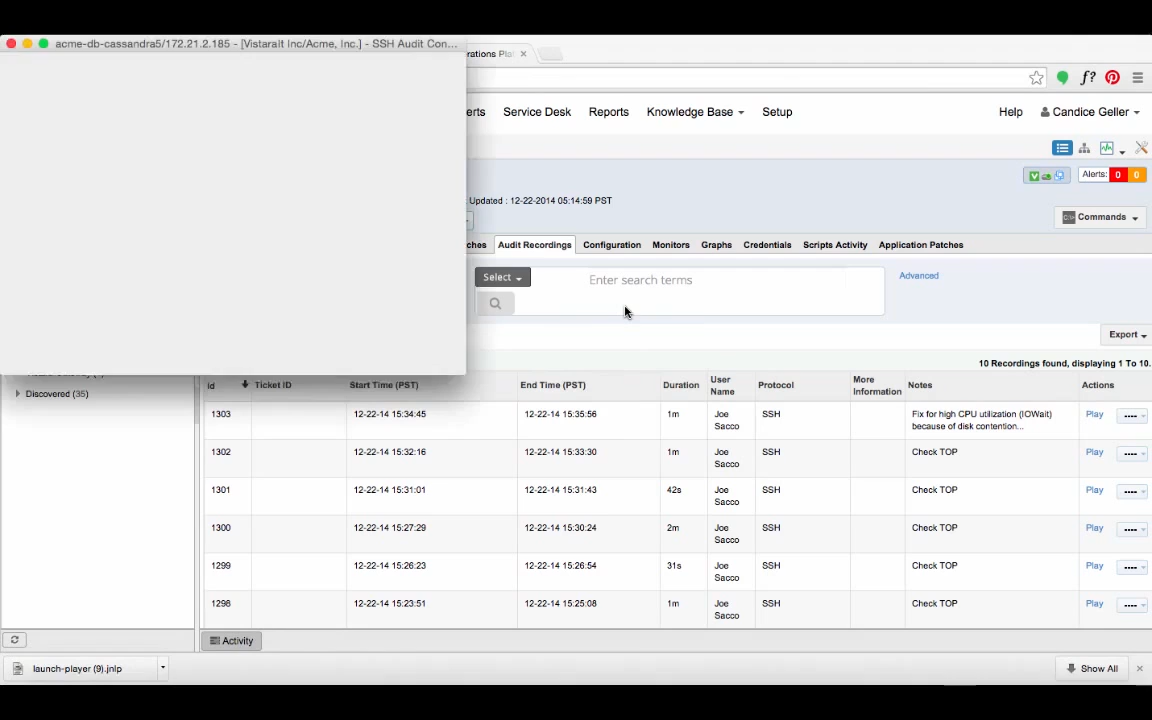 acme-db-cassandra5/172.21.2.185 - [VistaraIt Inc/Acme, Inc.] - SSH Audit Con...
rations Pla
erts Service Desk Reports Knowledge Base Setup Help Candice Geller
Alerts: 0 0
Updated : 12-22-2014 05:14:59 PST
Commands
ches Audit Recordings Configuration Monitors Graphs Credentials Scripts Activity Application Patches
Select Enter search terms Advanced
Export
10 Recordings found, displaying 1 To 10.
Id Ticket ID Start Time (PST) End Time (PST) Duration User Name Protocol More Information Notes Actions
Discovered (35)
1303 12-22-14 15:34:45 12-22-14 15:35:56 1m Joe Sacco SSH Fix for high CPU utilization (IOWait) because of disk contention... Play ----
1302 12-22-14 15:32:16 12-22-14 15:33:30 1m Joe Sacco SSH Check TOP Play ----
1301 12-22-14 15:31:01 12-22-14 15:31:43 42s Joe Sacco SSH Check TOP Play ----
1300 12-22-14 15:27:29 12-22-14 15:30:24 2m Joe Sacco SSH Check TOP Play ----
1299 12-22-14 15:26:23 12-22-14 15:26:54 31s Joe Sacco SSH Check TOP Play ----
1298 12-22-14 15:23:51 12-22-14 15:25:08 1m Joe Sacco SSH Check TOP Play ----
Activity
launch-player (9).jnlp Show All